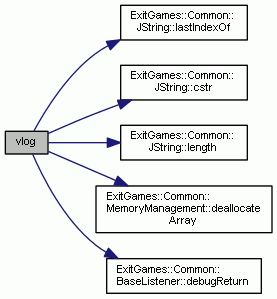 ExitGames::Common::
JString::lastIndexOf
ExitGames::Common::
JString::cstr
vlog
ExitGames::Common::
JString::length
ExitGames::Common::
MemoryManagement::deallocate
Array
ExitGames::Common::
BaseListener::debugReturn